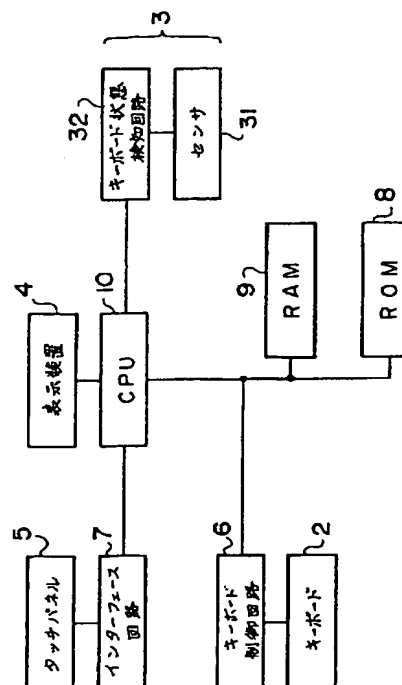 5
タッチパネル
7
インターフェース
回路
6
キーボード
制御回路
2
キーボード
4
表示装置
10
CPU
9
RAM
8
ROM
3
32
キーボード状態
検知回路
センサ
31